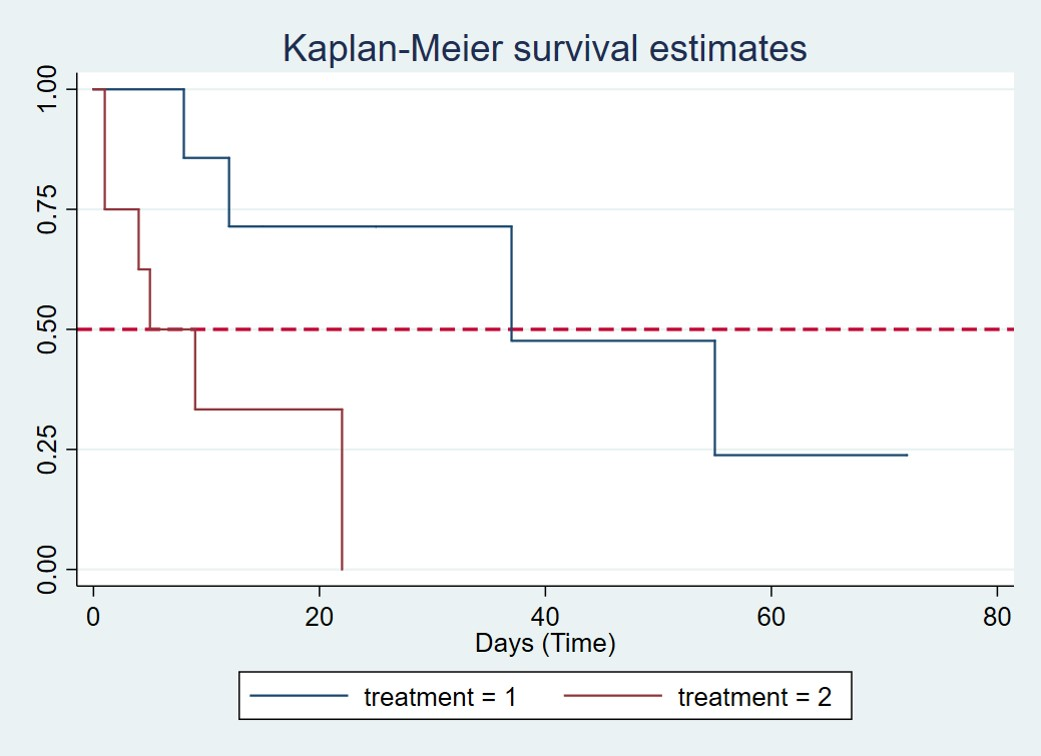 Kaplan-Meier survival estimates
1.00
0.75
0.50
0.25
0.00
0 20 40 60 80
Days (Time)
treatment = 1 treatment = 2